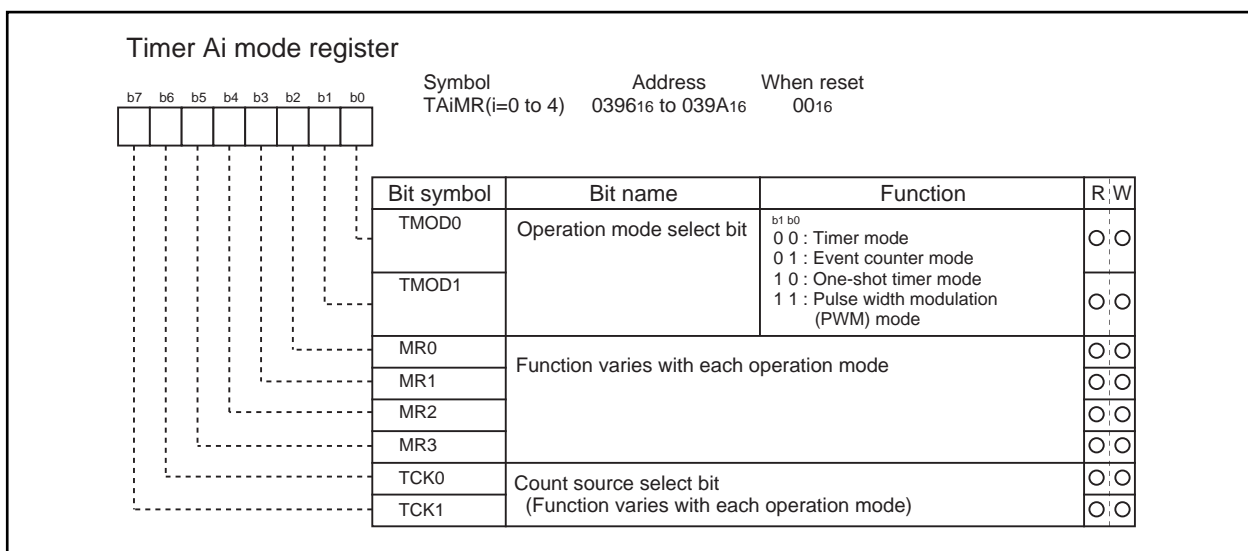 Timer Ai mode register
Symbol Address When reset
TAiMR(i=0 to 4) 039616 to 039A16 0016
b7 b6 b5 b4 b3 b2 b1 b0
Bit symbol Bit name Function R W
TMOD0 Operation mode select bit
b1 b0
0 0 : Timer mode
0 1 : Event counter mode
TMOD1
1 0 : One-shot timer mode
1 1 : Pulse width modulation
(PWM) mode
MR0
Function varies with each operation mode
MR1
MR2
MR3
TCK0
Count source select bit
(Function varies with each operation mode)
TCK1